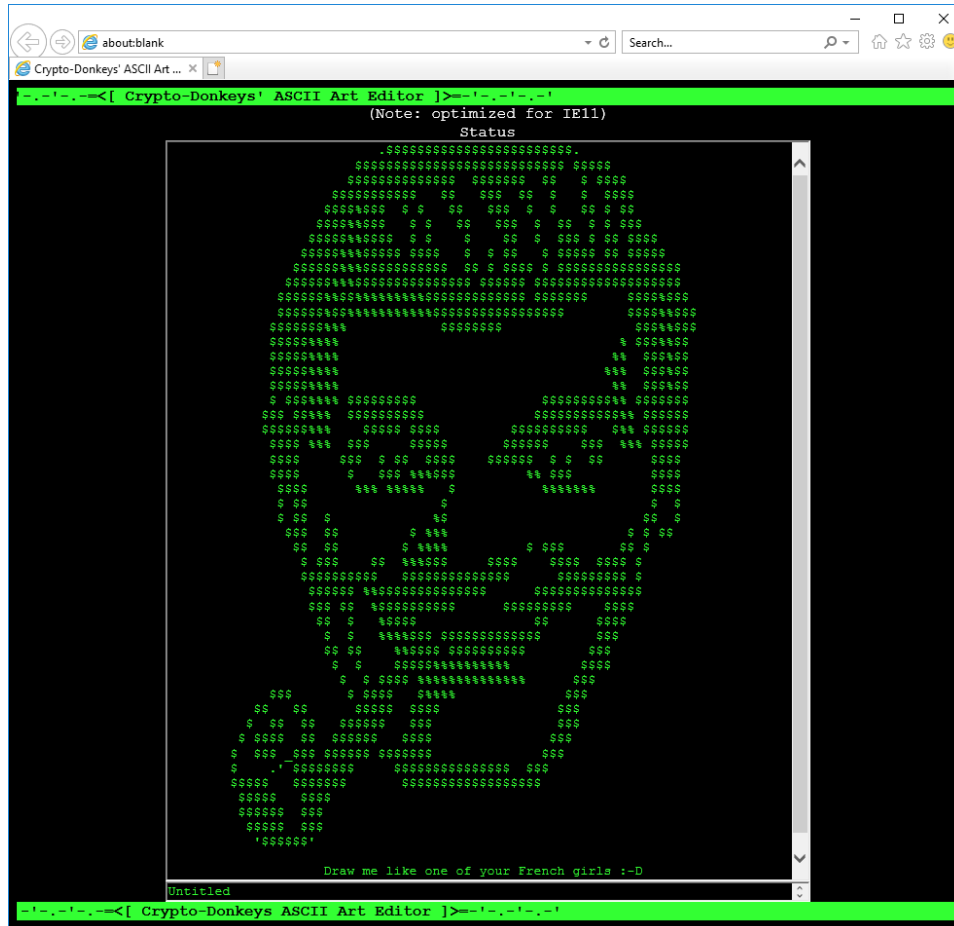 about:blank
Search...
Crypto-Donkeys' ASCII Art ...
'-.-'-.-=<[ Crypto-Donkeys' ASCII Art Editor ]>=-'-.-'-.-'
(Note: optimized for IE11)
Status
Draw me like one of your French girls :-D
Untitled
-'-.-'-.-=<[ Crypto-Donkeys ASCII Art Editor ]>=-'-.-'-.-'